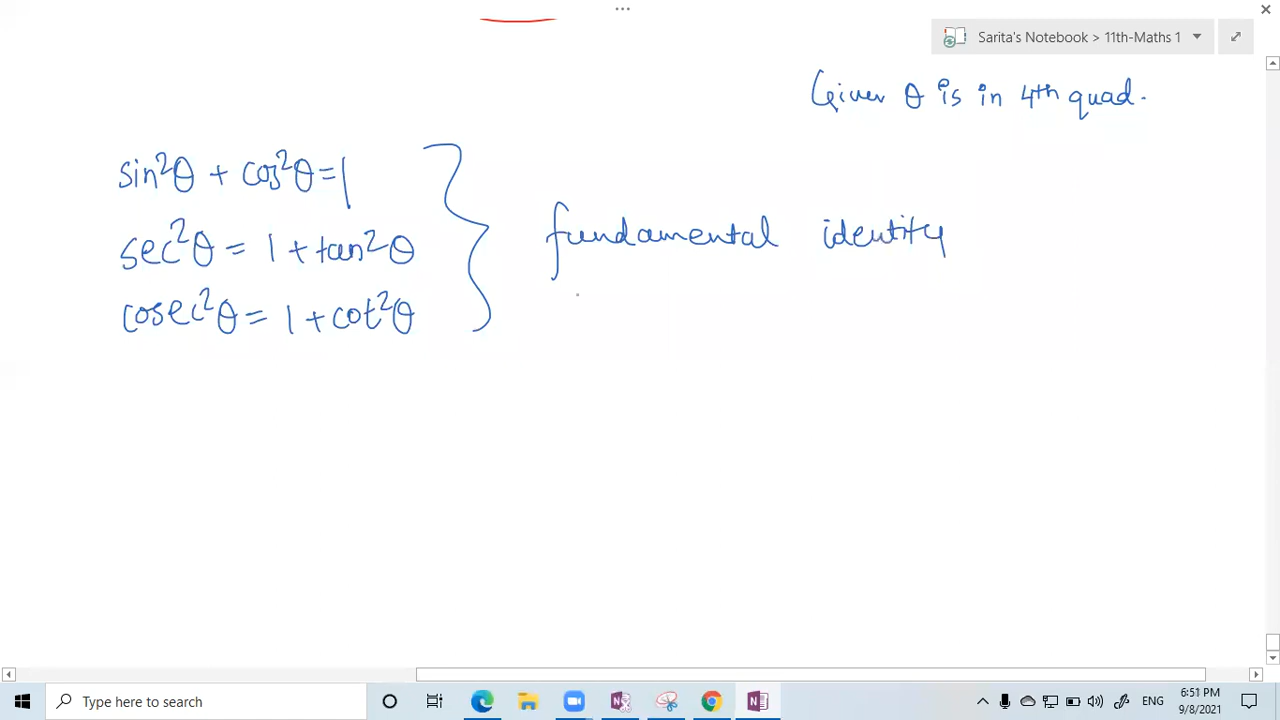 Sarita's Notebook > 11th-Maths 1
Given θ is in 4th quad.
sin²θ + cos²θ = 1
sec²θ = 1 + tan²θ
cosec²θ = 1 + cot²θ
fundamental identity
Type here to search
ENG
6:51 PM
9/8/2021